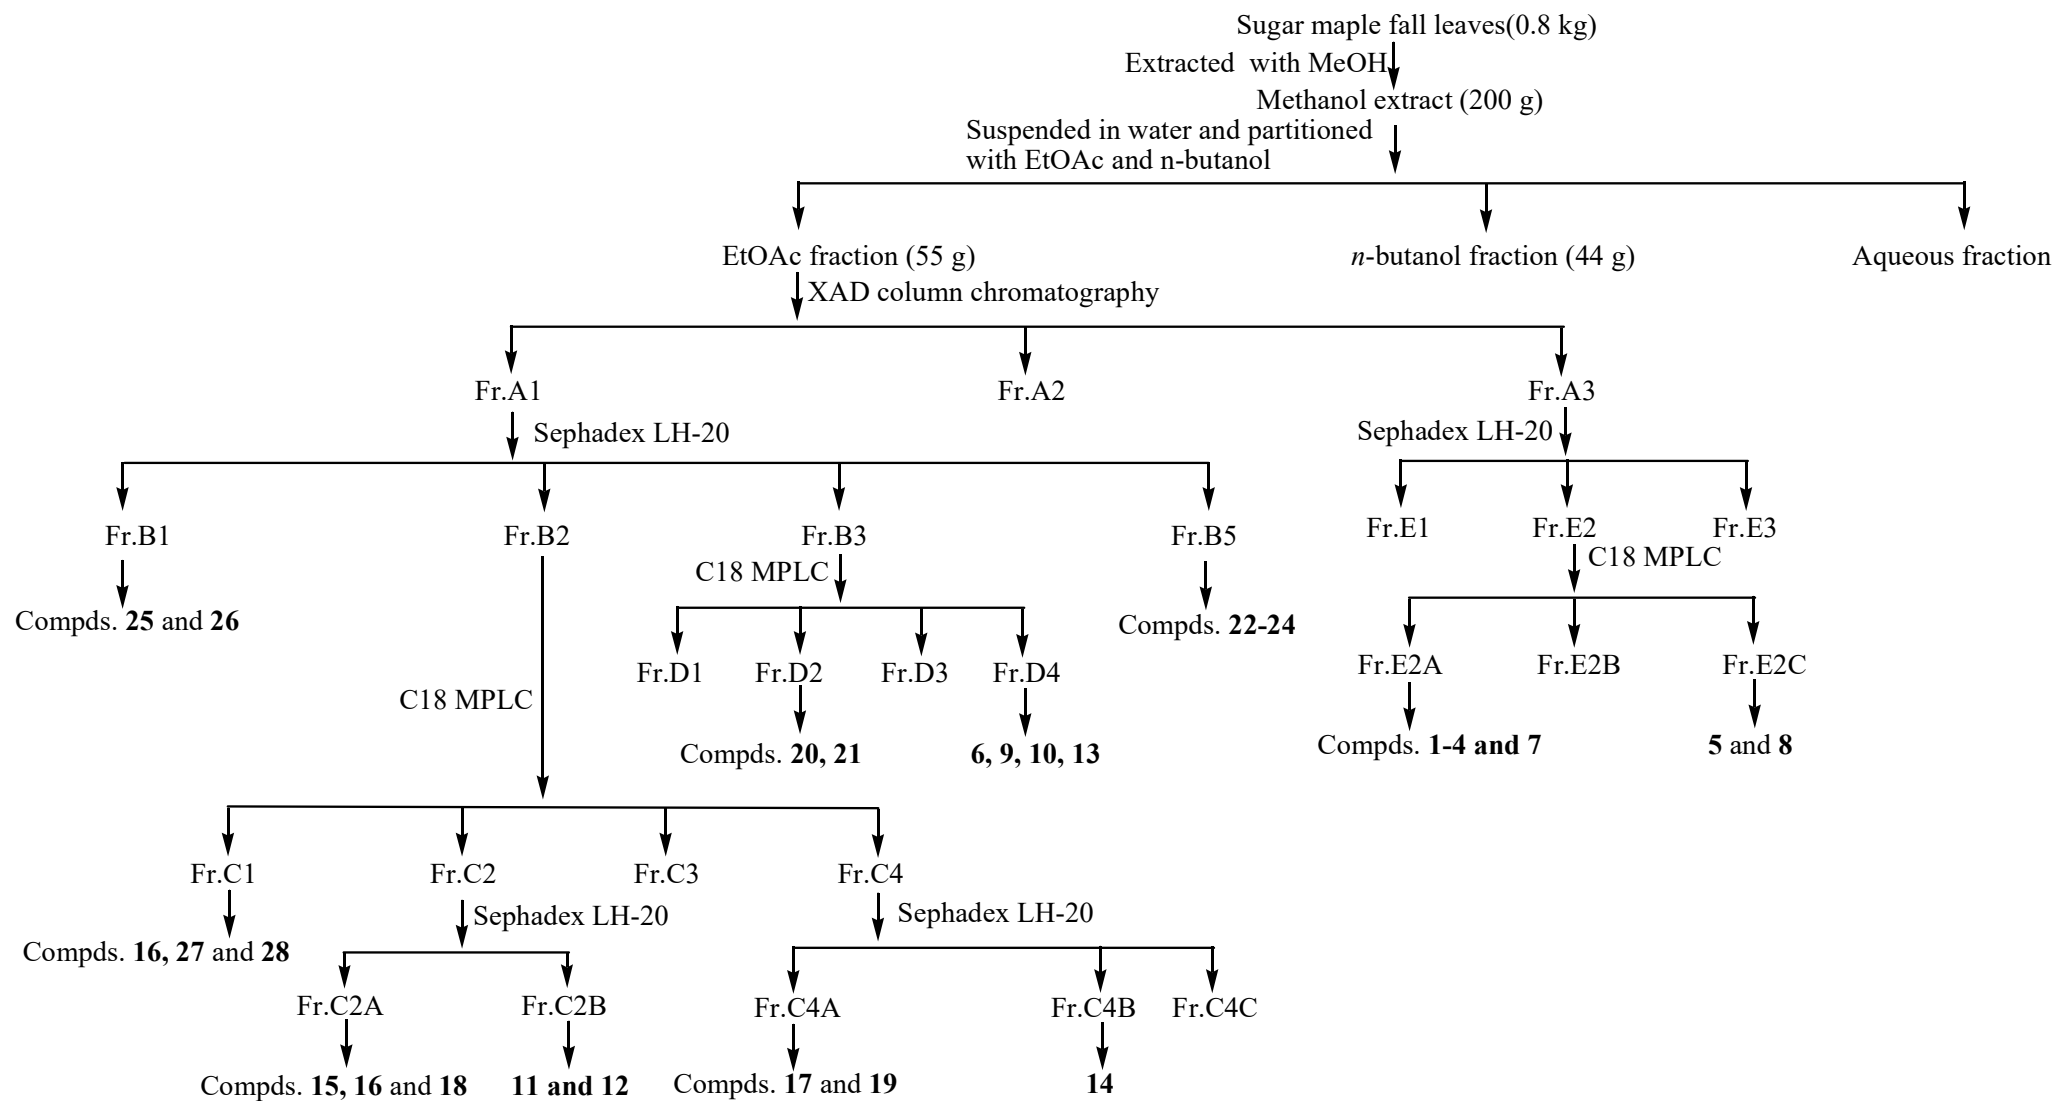 Sugar maple fall leaves(0.8 kg)
Extracted with MeOH
Methanol extract (200 g)
Suspended in water and partitioned
with EtOAc and n-butanol
EtOAc fraction (55 g)
n-butanol fraction (44 g)
Aqueous fraction
XAD column chromatography
Fr.A1
Fr.A2
Fr.A3
Sephadex LH-20
Sephadex LH-20
Fr.B1
Fr.B2
Fr.B3
Fr.B5
Fr.E1
Fr.E2
Fr.E3
C18 MPLC
C18 MPLC
Compds. 25 and 26
Compds. 22-24
Fr.D1
Fr.D2
Fr.D3
Fr.D4
Fr.E2A
Fr.E2B
Fr.E2C
C18 MPLC
Compds. 20, 21
6, 9, 10, 13
Compds. 1-4 and 7
5 and 8
Fr.C1
Fr.C2
Fr.C3
Fr.C4
Sephadex LH-20
Sephadex LH-20
Compds. 16, 27 and 28
Fr.C2A
Fr.C2B
Fr.C4A
Fr.C4B
Fr.C4C
Compds. 15, 16 and 18
11 and 12
Compds. 17 and 19
14